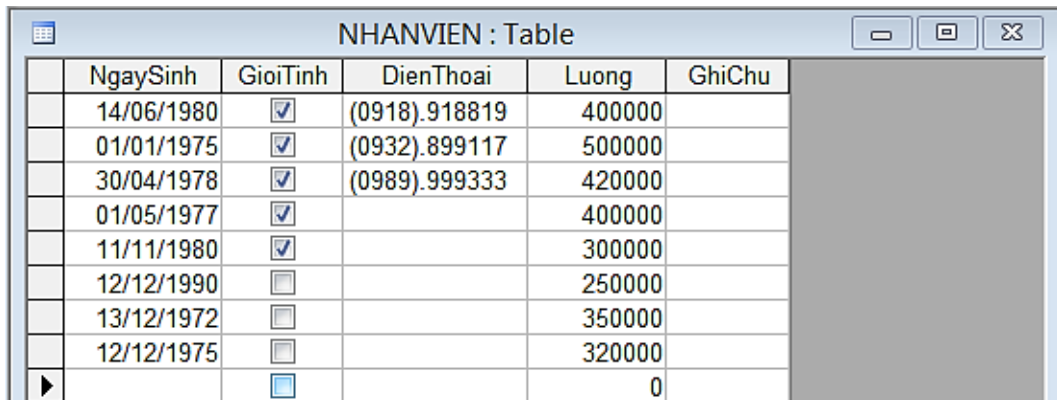 NHANVIEN : Table
NgaySinh GioiTinh DienThoai Luong GhiChu
14/06/1980 (0918).918819 400000
01/01/1975 (0932).899117 500000
30/04/1978 (0989).999333 420000
01/05/1977 400000
11/11/1980 300000
12/12/1990 250000
13/12/1972 350000
12/12/1975 320000
0